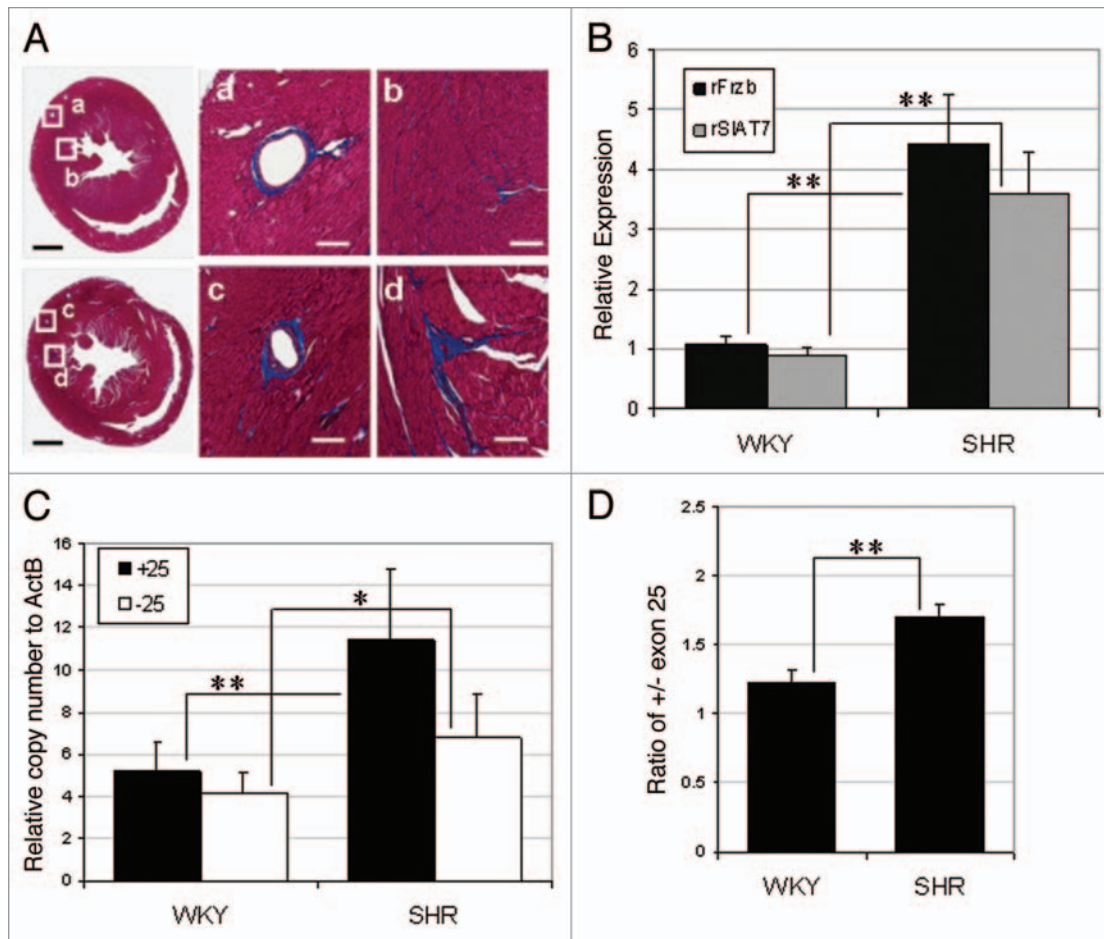 A
a
b
a
b
c
d
c
d
B
Relative Expression
6
5
4
3
2
1
0
rFrzb
rSIAT7
**
**
WKY
SHR
C
Relative copy number to ActB
16
14
12
10
8
6
4
2
0
+25
-25
**
*
WKY
SHR
D
Ratio of +/- exon 25
2.5
2
1.5
1
0.5
0
**
WKY
SHR